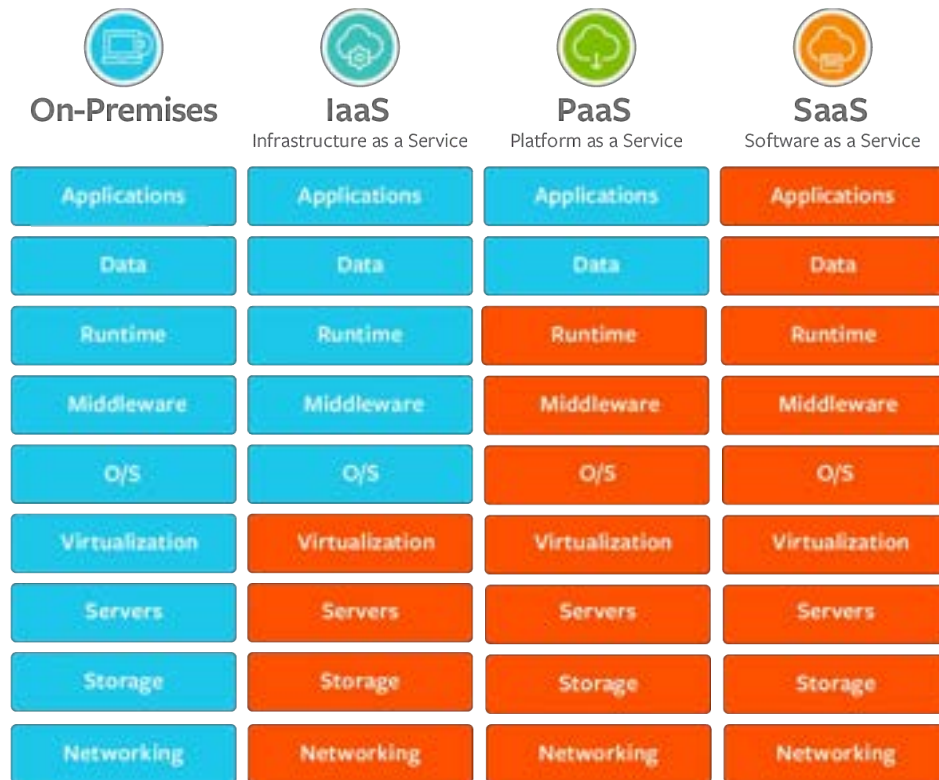 On-Premises IaaS PaaS SaaS
Infrastructure as a Service Platform as a Service Software as a Service
Applications Applications Applications Applications
Data Data Data Data
Runtime Runtime Runtime Runtime
Middleware Middleware Middleware Middleware
O/S O/S O/S O/S
Virtualization Virtualization Virtualization Virtualization
Servers Servers Servers Servers
Storage Storage Storage Storage
Networking Networking Networking Networking